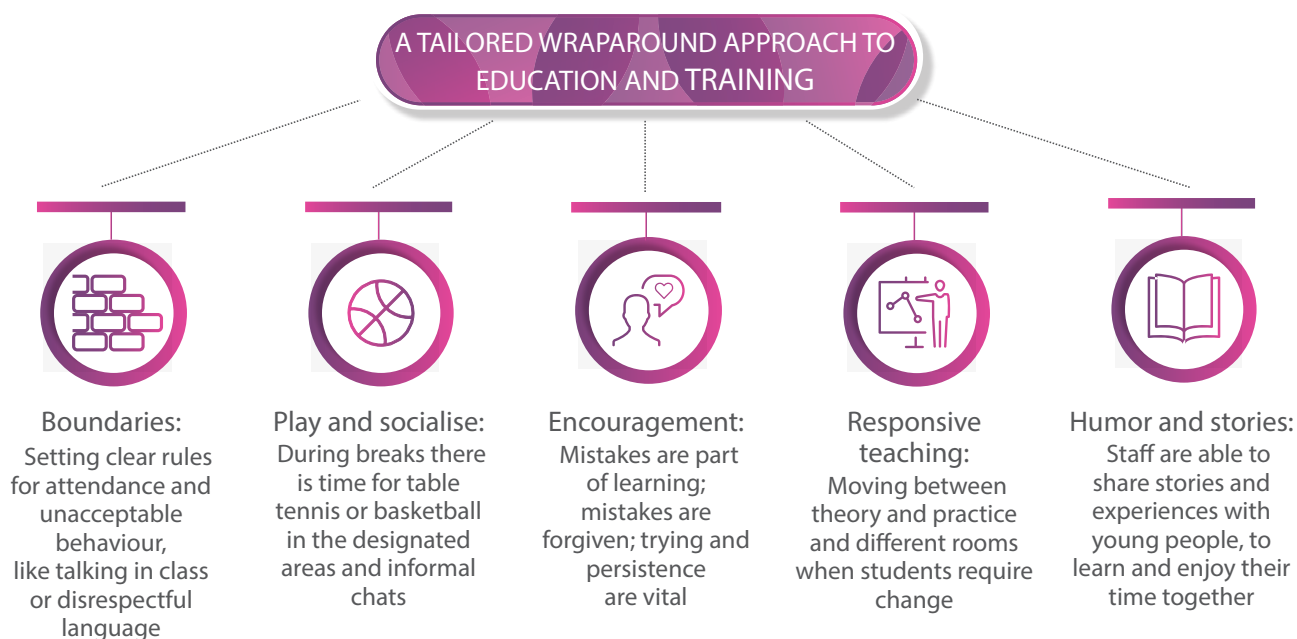 A TAILORED WRAPAROUND APPROACH TO
EDUCATION AND TRAINING
Boundaries:
Setting clear rules
for attendance and
unacceptable
behaviour,
like talking in class
or disrespectful
language
Play and socialise:
During breaks there
is time for table
tennis or basketball
in the designated
areas and informal
chats
Encouragement:
Mistakes are part
of learning;
mistakes are
forgiven; trying and
persistence
are vital
Responsive
teaching:
Moving between
theory and practice
and different rooms
when students require
change
Humor and stories:
Staff are able to
share stories and
experiences with
young people, to
learn and enjoy their
time together